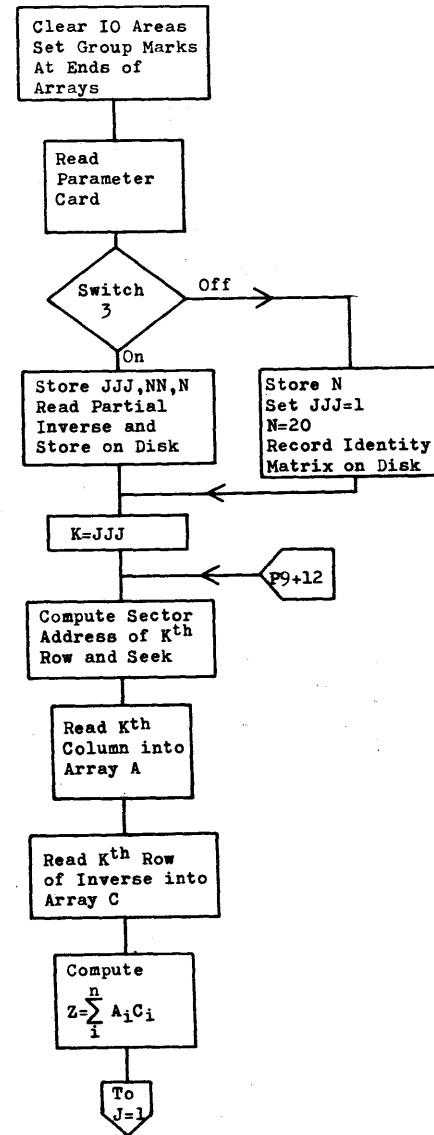 Clear IO Areas
Set Group Marks
At Ends of
Arrays
Read
Parameter
Card
Switch
3
Off
On
Store JJJ,NN,N
Read Partial
Inverse and
Store on Disk
Store N
Set JJJ=1
N=20
Record Identity
Matrix on Disk
K=JJJ
P9+12
Compute Sector
Address of Kth
Row and Seek
Read Kth
Column into
Array A
Read Kth Row
of Inverse into
Array C
Compute
n
Z=∑ AiCi
i
To
J=1